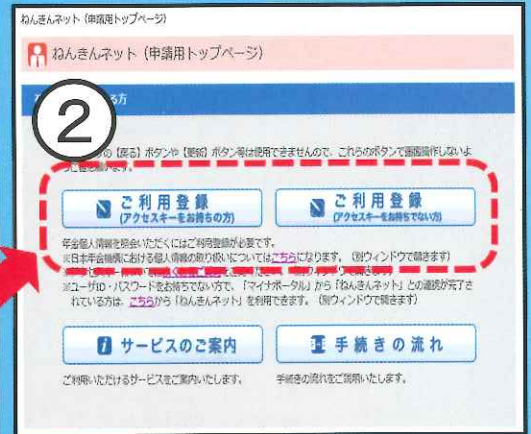 ねんきんネット（申請用トップページ）
ねんきんネット（申請用トップページ）
る方
②
の【戻る】ボタンや【更新】ボタン等は使用できませんので、これらのボタンで画面操作しないよ
ご利用登録
(アクセスキーをお持ちの方)
ご利用登録
(アクセスキーをお持ちでない方)
年金個人情報を照会いただくにはご利用登録が必要です。
※日本年金機構における個人情報の取り扱いについてはこちらになります。（別ウィンドウで開きます）
※ユーザID・パスワードをお持ちでない方で、「マイナポータル」から「ねんきんネット」との連携が完了さ
れている方は、こちらから「ねんきんネット」を利用できます。（別ウィンドウで開きます）
サービスのご案内
手続きの流れ
ご利用いただけるサービスをご案内いたします。
手続きの流れをご説明いたします。